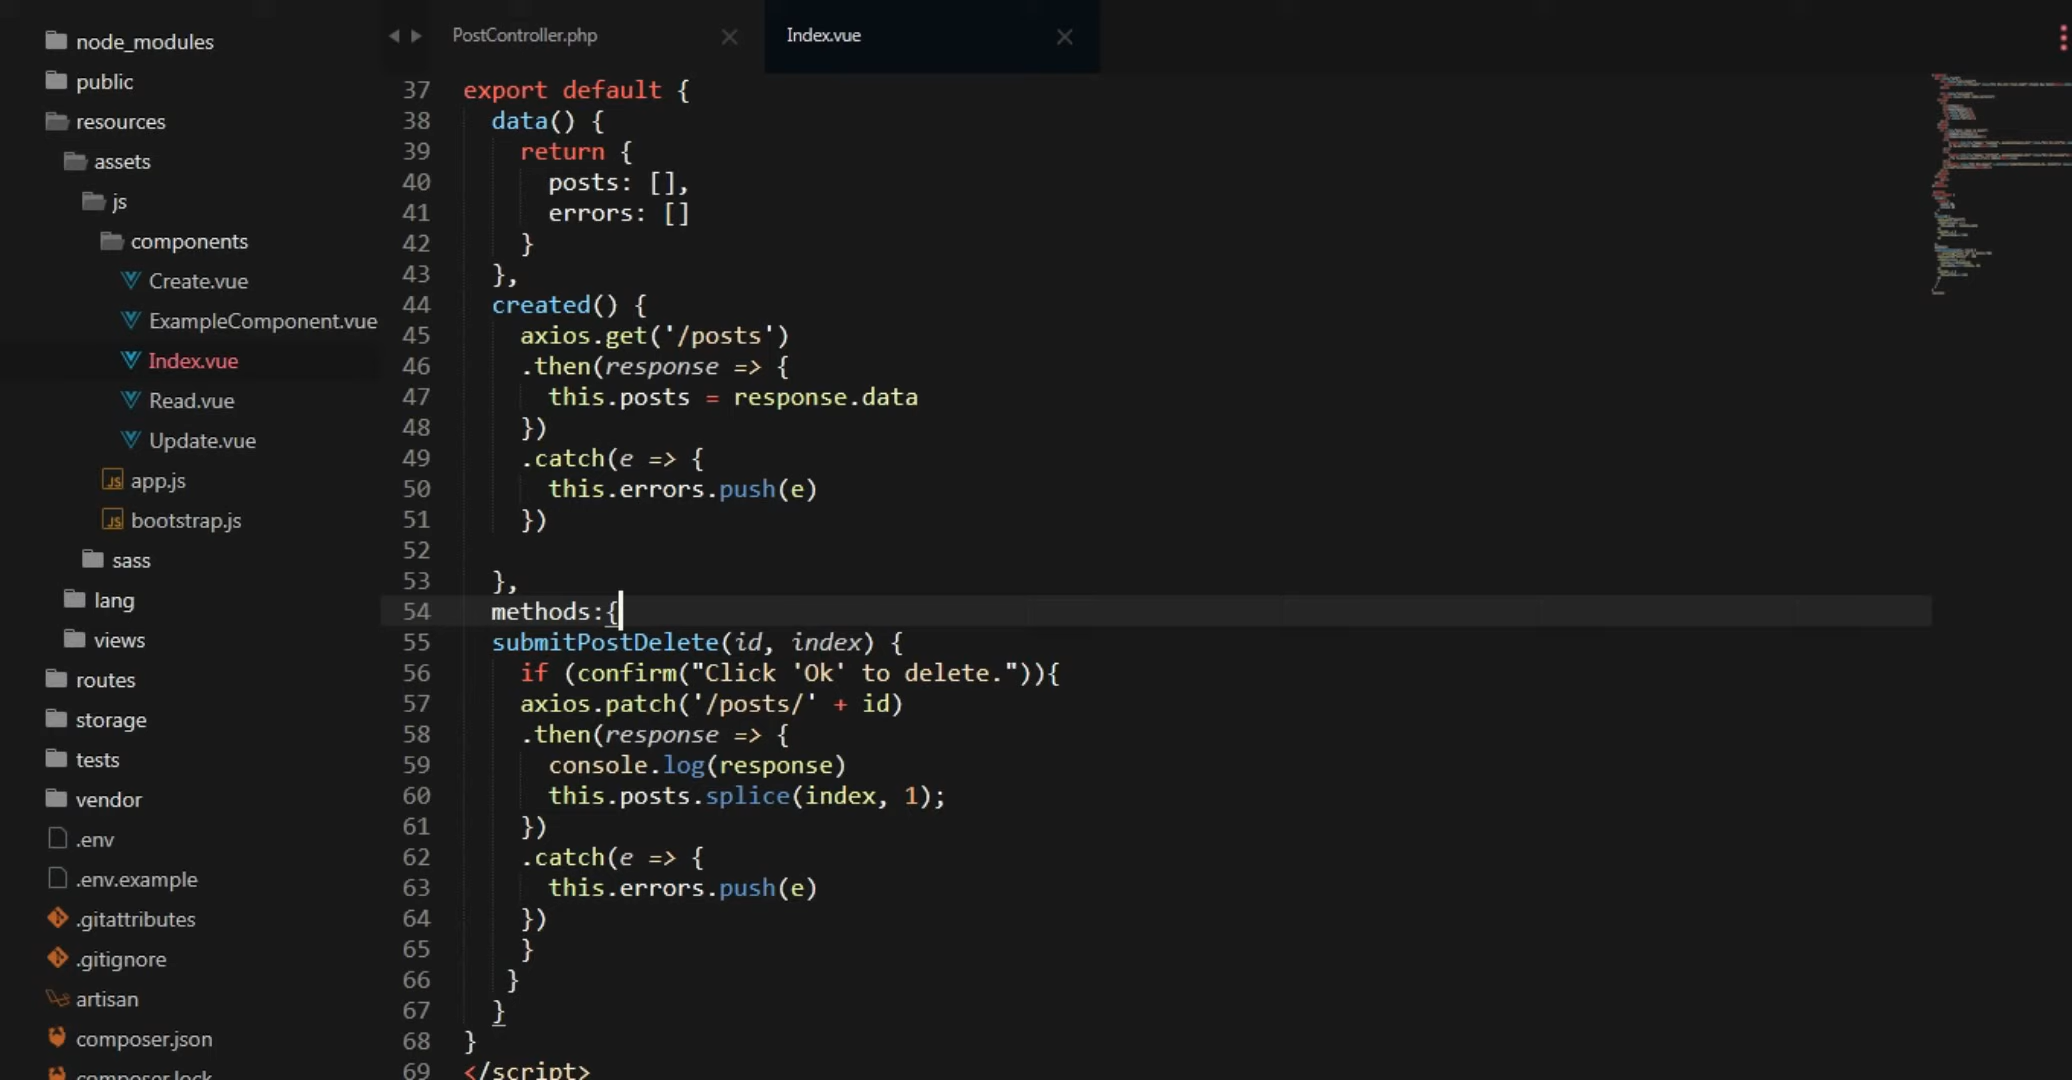 node_modules
public
resources
assets
js
components
Create.vue
ExampleComponent.vue
Index.vue
Read.vue
Update.vue
app.js
bootstrap.js
sass
lang
views
routes
storage
tests
vendor
.env
.env.example
.gitattributes
.gitignore
artisan
composer.json
composer.lock
PostController.php
Index.vue
37 export default {
38   data() {
39     return {
40       posts: [],
41       errors: []
42     }
43   },
44   created() {
45     axios.get('/posts')
46     .then(response => {
47       this.posts = response.data
48     })
49     .catch(e => {
50       this.errors.push(e)
51     })
52
53   },
54   methods:{
55   submitPostDelete(id, index) {
56     if (confirm("Click 'Ok' to delete.")){
57     axios.patch('/posts/' + id)
58     .then(response => {
59       console.log(response)
60       this.posts.splice(index, 1);
61     })
62     .catch(e => {
63       this.errors.push(e)
64     })
65     }
66    }
67   }
68 }
69 </script>